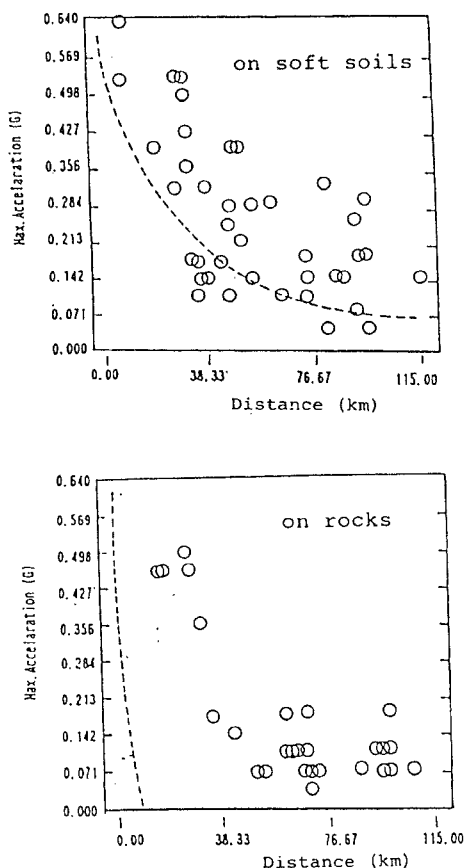 0.640
0.569
0.498
0.427
0.356
0.284
0.213
0.142
0.071
0.000
Max.Accelaration (G)
on soft soils
0.00 38.33 76.67 115.00
Distance (km)
0.640
0.569
0.498
0.427
0.356
0.284
0.213
0.142
0.071
0.000
Max.Accelaration (G)
on rocks
0.00 38.33 76.67 115.00
Distance (km)